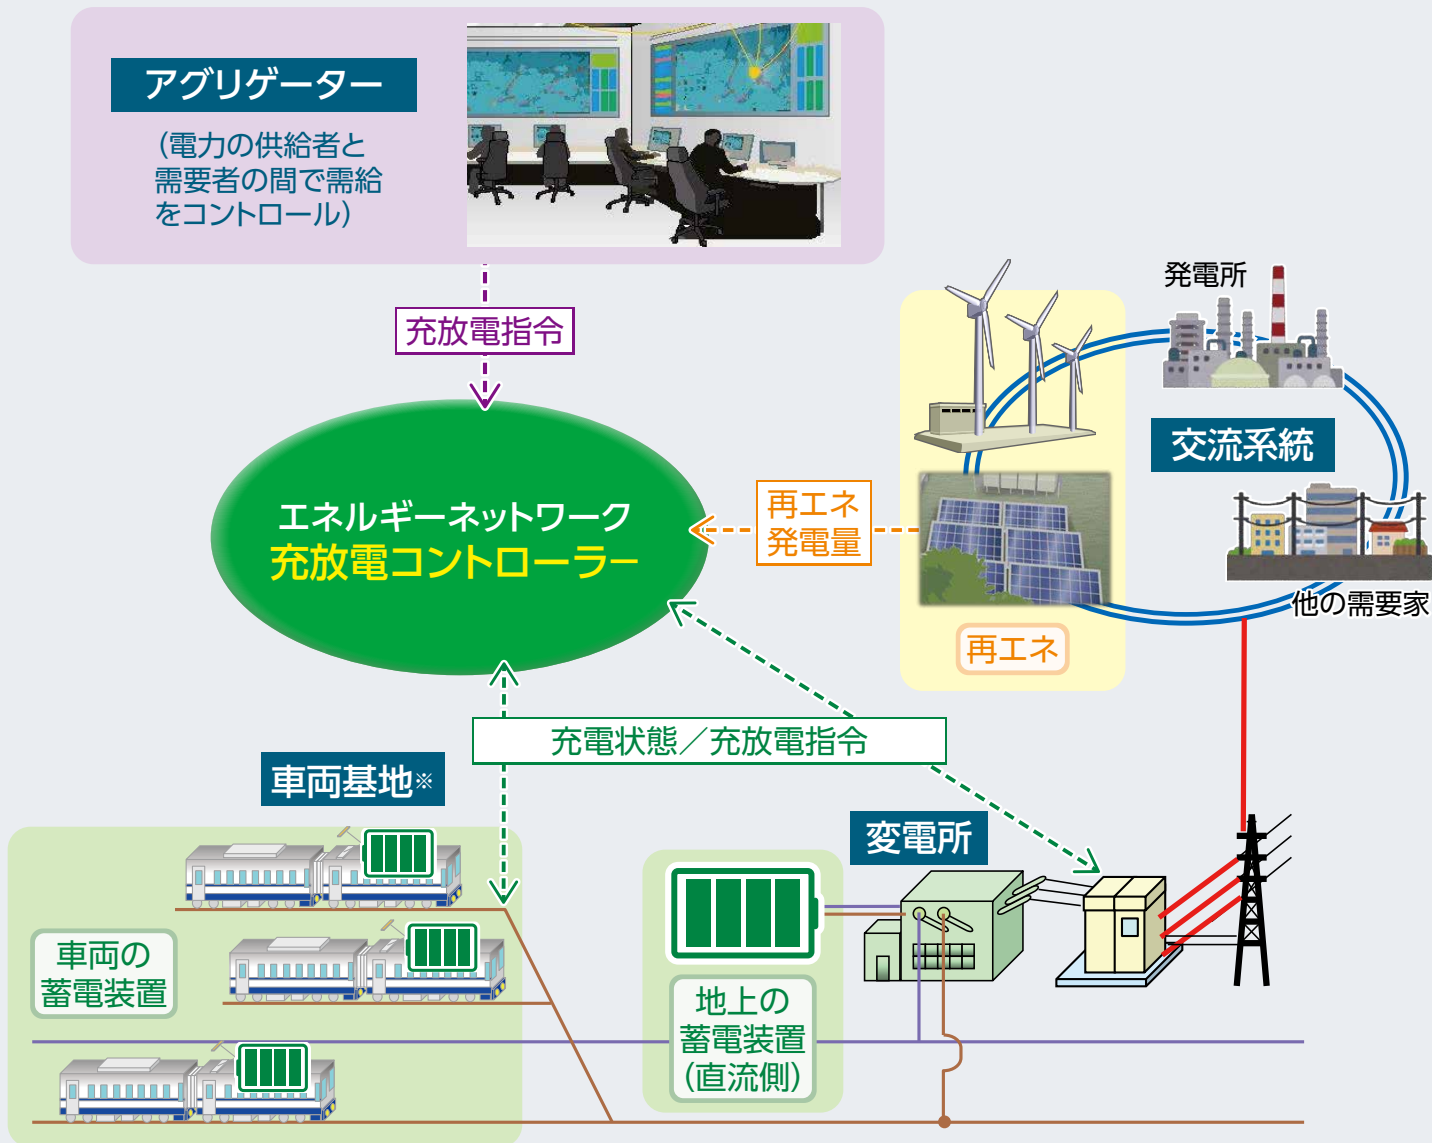 アグリゲーター
（電力の供給者と
需要者の間で需給
をコントロール）
充放電指令
発電所
交流系統
エネルギーネットワーク
充放電コントローラー
再エネ
発電量
他の需要家
再エネ
充電状態／充放電指令
車両基地※
変電所
車両の
蓄電装置
地上の
蓄電装置
（直流側）